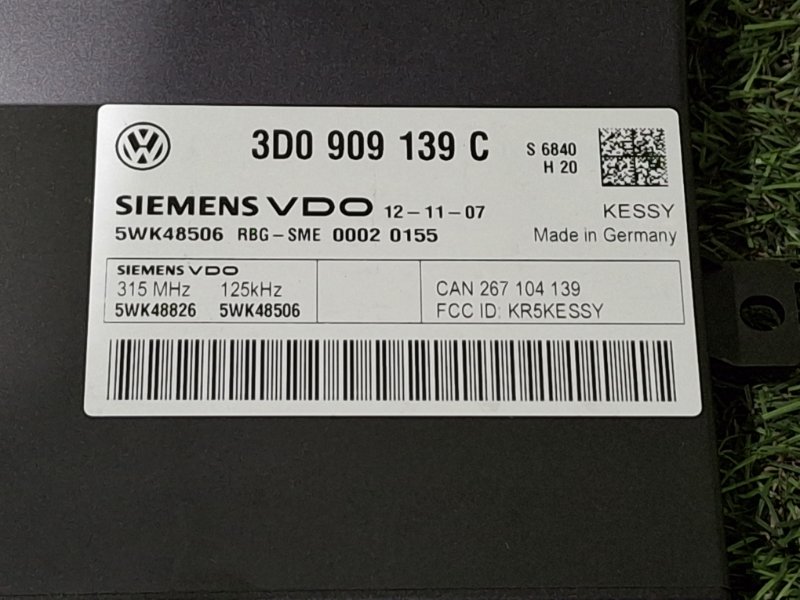 3D0 909 139 C
S 6840
H 20
SIEMENS VDO 12-11-07
KESSY
5WK48506 RBG-SME 0002 0155
Made in Germany
SIEMENS VDO
315 MHz 125kHz
5WK48826 5WK48506
CAN 267 104 139
FCC ID: KR5KESSY